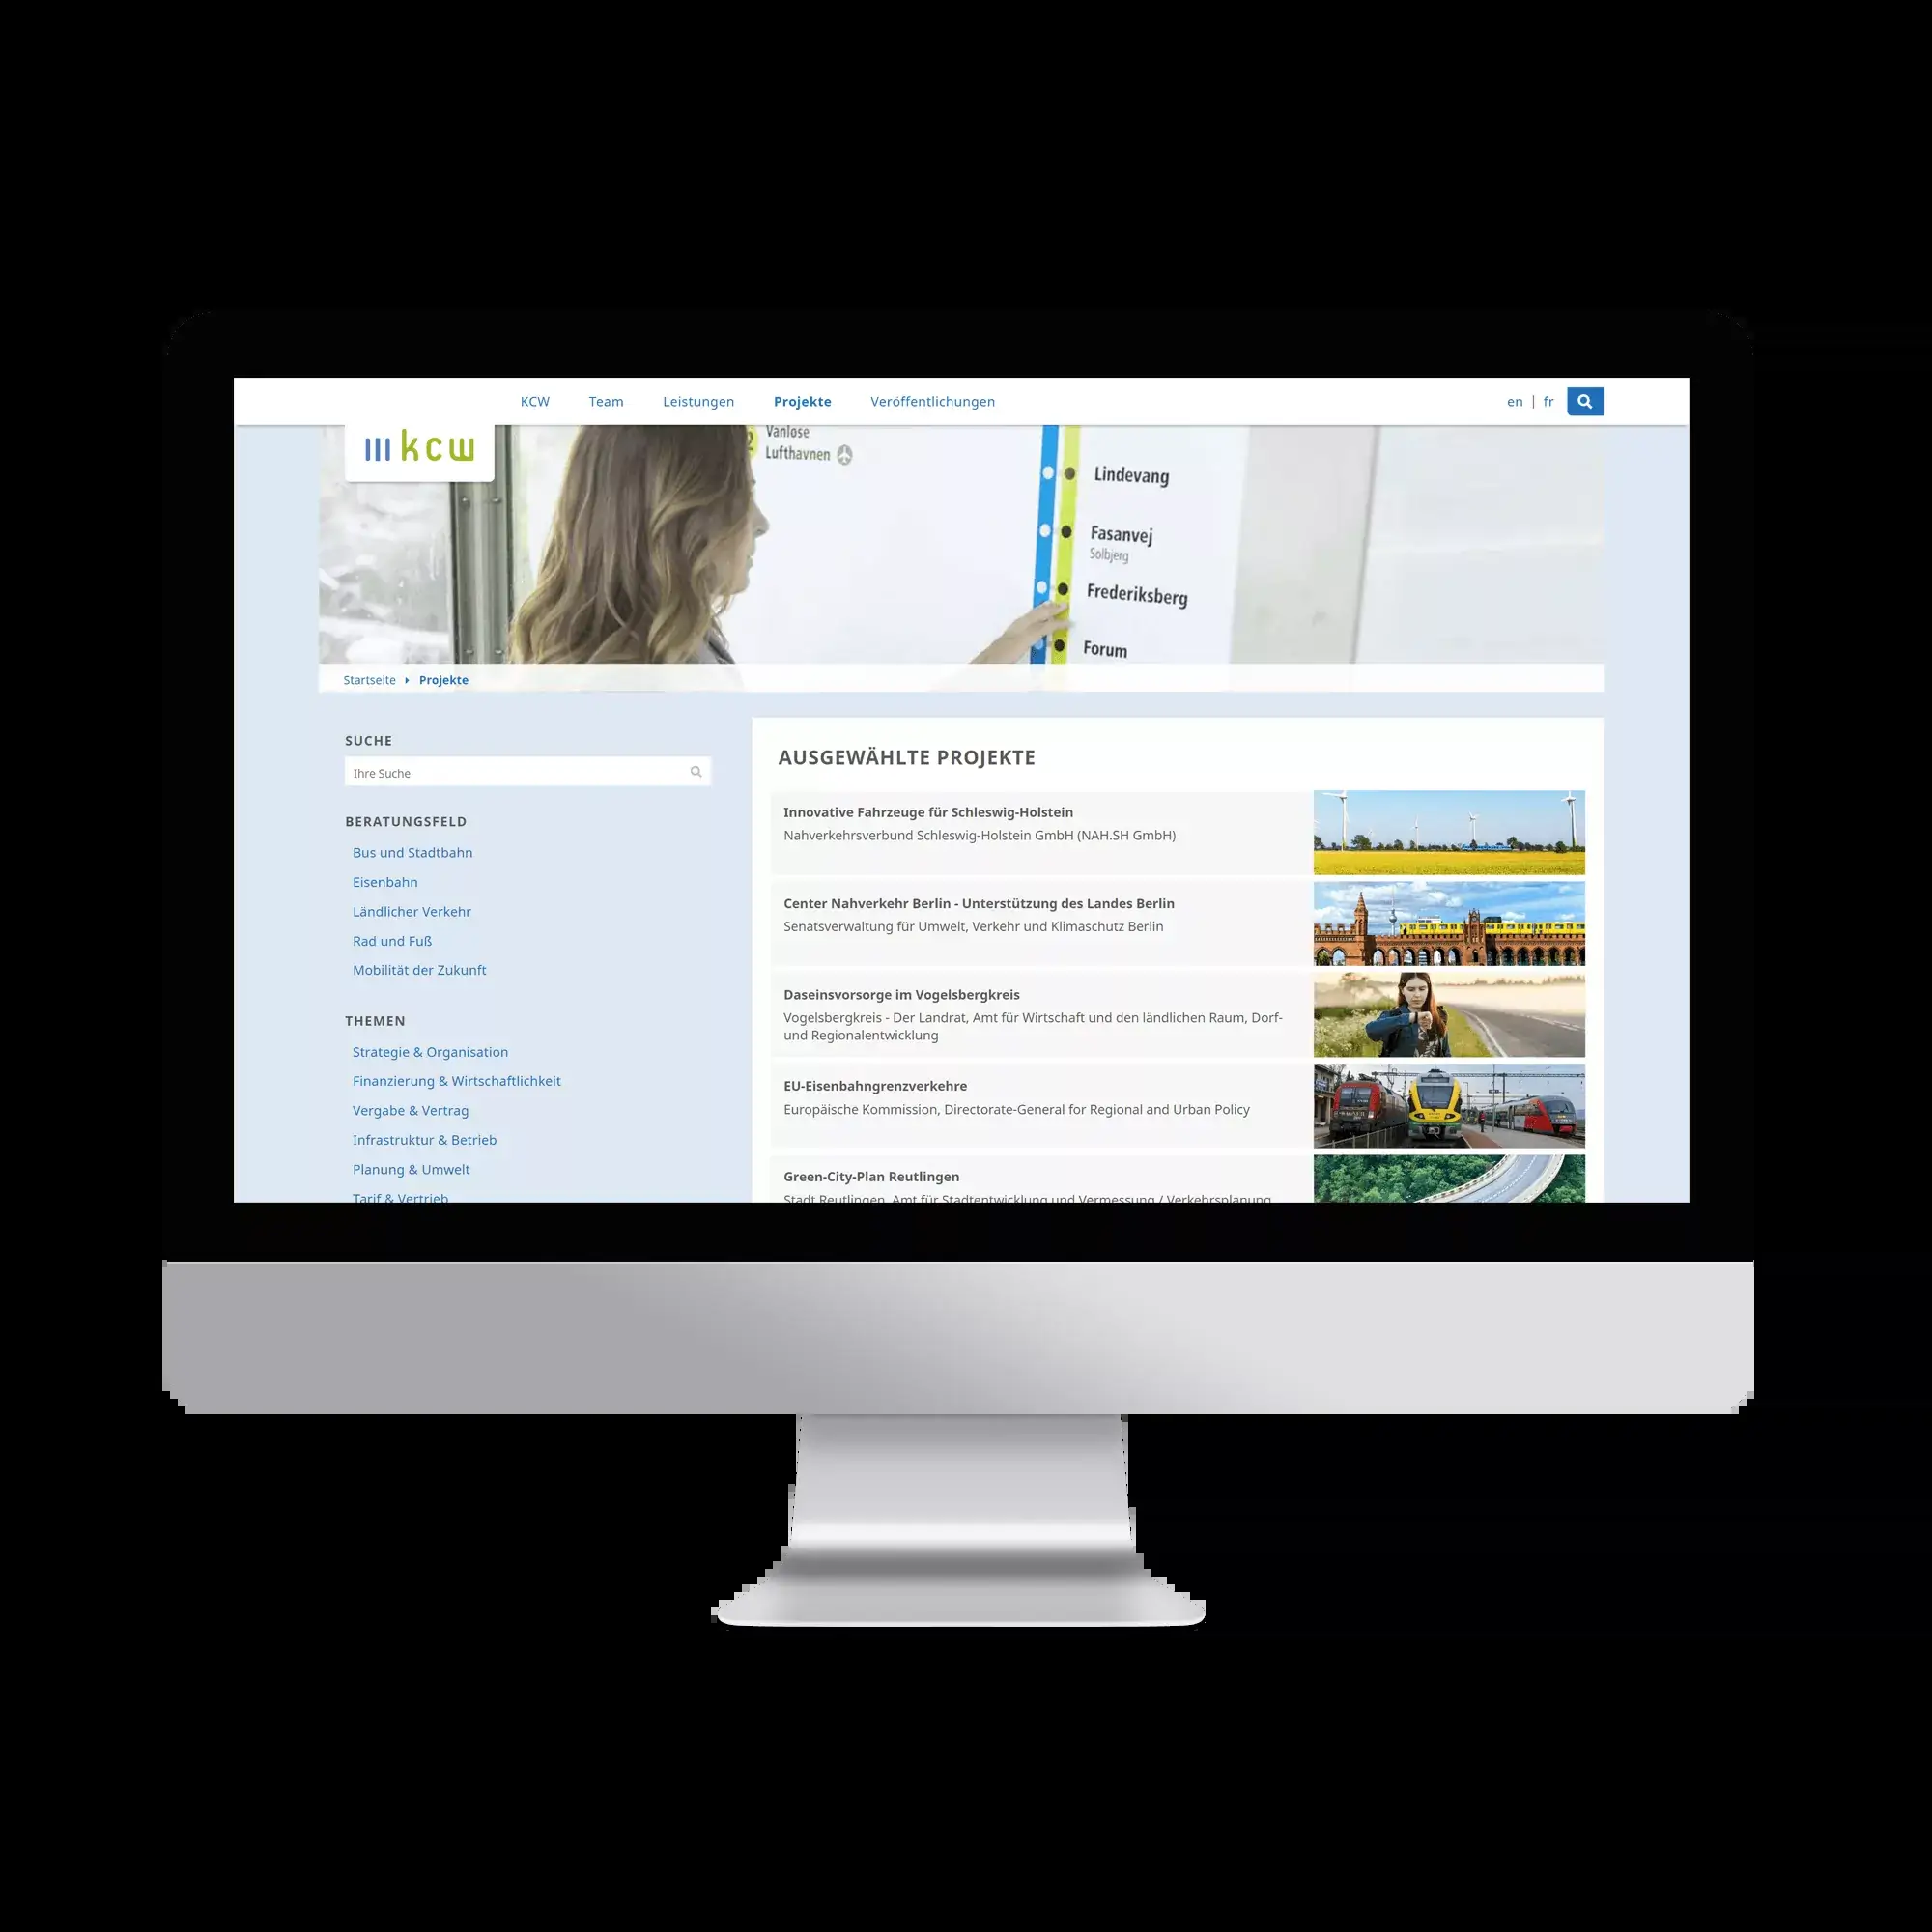 KCW Team Leistungen Projekte Veröffentlichungen en | fr
kcw
Vanløse
Lufthavnen
Lindevang
Fasanvej
Solbjerg
Frederiksberg
Forum
Startseite Projekte
SUCHE
Ihre Suche
BERATUNGSFELD
Bus und Stadtbahn
Eisenbahn
Ländlicher Verkehr
Rad und Fuß
Mobilität der Zukunft
THEMEN
Strategie & Organisation
Finanzierung & Wirtschaftlichkeit
Vergabe & Vertrag
Infrastruktur & Betrieb
Planung & Umwelt
Tarif & Vertrieb
AUSGEWÄHLTE PROJEKTE
Innovative Fahrzeuge für Schleswig-Holstein
Nahverkehrsverbund Schleswig-Holstein GmbH (NAH.SH GmbH)
Center Nahverkehr Berlin - Unterstützung des Landes Berlin
Senatsverwaltung für Umwelt, Verkehr und Klimaschutz Berlin
Daseinsvorsorge im Vogelsbergkreis
Vogelsbergkreis - Der Landrat, Amt für Wirtschaft und den ländlichen Raum, Dorf-
und Regionalentwicklung
EU-Eisenbahngrenzverkehre
Europäische Kommission, Directorate-General for Regional and Urban Policy
Green-City-Plan Reutlingen
Stadt Reutlingen, Amt für Stadtentwicklung und Vermessung / Verkehrsplanung